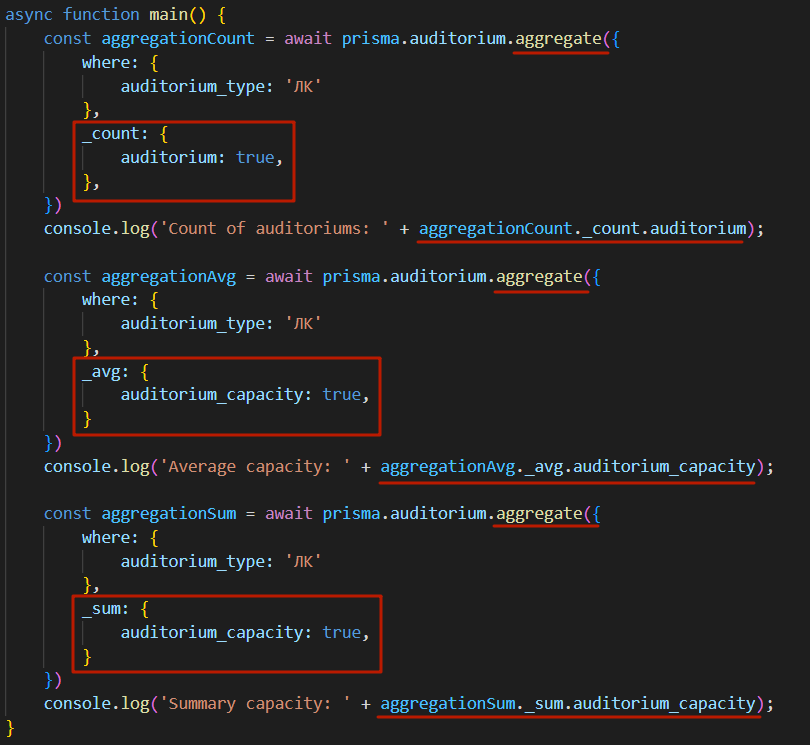 async function main() {
    const aggregationCount = await prisma.auditorium.aggregate({
        where: {
            auditorium_type: 'ЛК'
        },
        _count: {
            auditorium: true,
        },
    })
    console.log('Count of auditoriums: ' + aggregationCount._count.auditorium);

    const aggregationAvg = await prisma.auditorium.aggregate({
        where: {
            auditorium_type: 'ЛК'
        },
        _avg: {
            auditorium_capacity: true,
        }
    })
    console.log('Average capacity: ' + aggregationAvg._avg.auditorium_capacity);

    const aggregationSum = await prisma.auditorium.aggregate({
        where: {
            auditorium_type: 'ЛК'
        },
        _sum: {
            auditorium_capacity: true,
        }
    })
    console.log('Summary capacity: ' + aggregationSum._sum.auditorium_capacity);
}